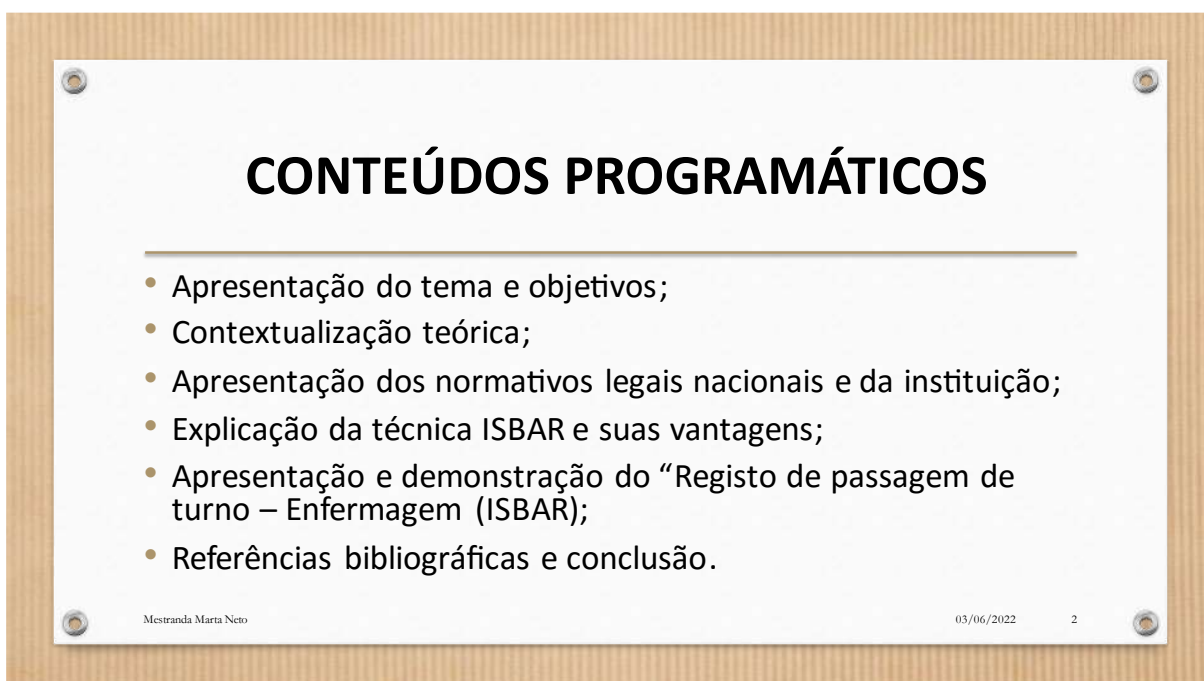 CONTEÚDOS PROGRAMÁTICOS
• Apresentação do tema e objetivos;
• Contextualização teórica;
• Apresentação dos normativos legais nacionais e da instituição;
• Explicação da técnica ISBAR e suas vantagens;
• Apresentação e demonstração do “Registo de passagem de
turno – Enfermagem (ISBAR);
• Referências bibliográficas e conclusão.
Mestranda Marta Neto 03/06/2022 2